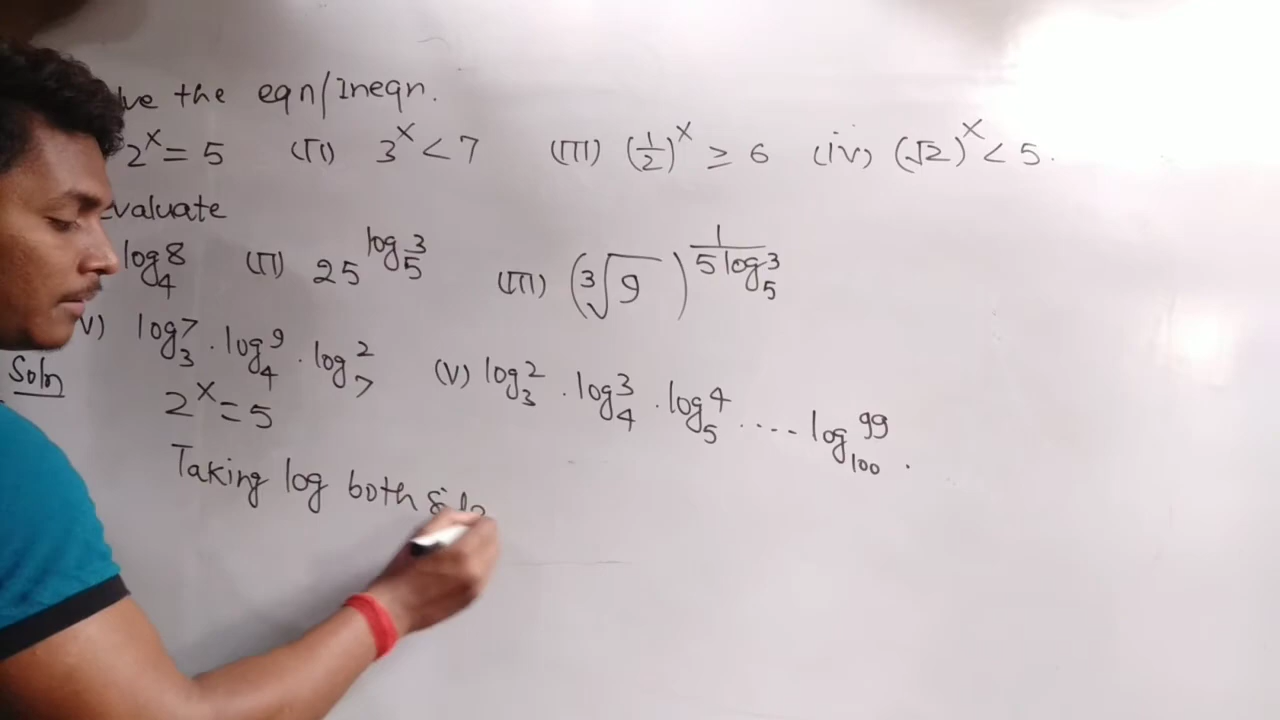 ve the eqn/Ineqn.
2^x = 5 (II) 3^x < 7 (III) (1/2)^x ≥ 6 (iv) (√2)^x < 5.
Evaluate
log_4 8 (II) 25^(log_5 3) (III) (∛9)^(1/(5 log_5 3))
V) log_3 7 . log_4 9 . log_7 2 (V) log_3 2 . log_4 3 . log_5 4 .... log_100 99 .
Soln
2^x = 5
Taking log both